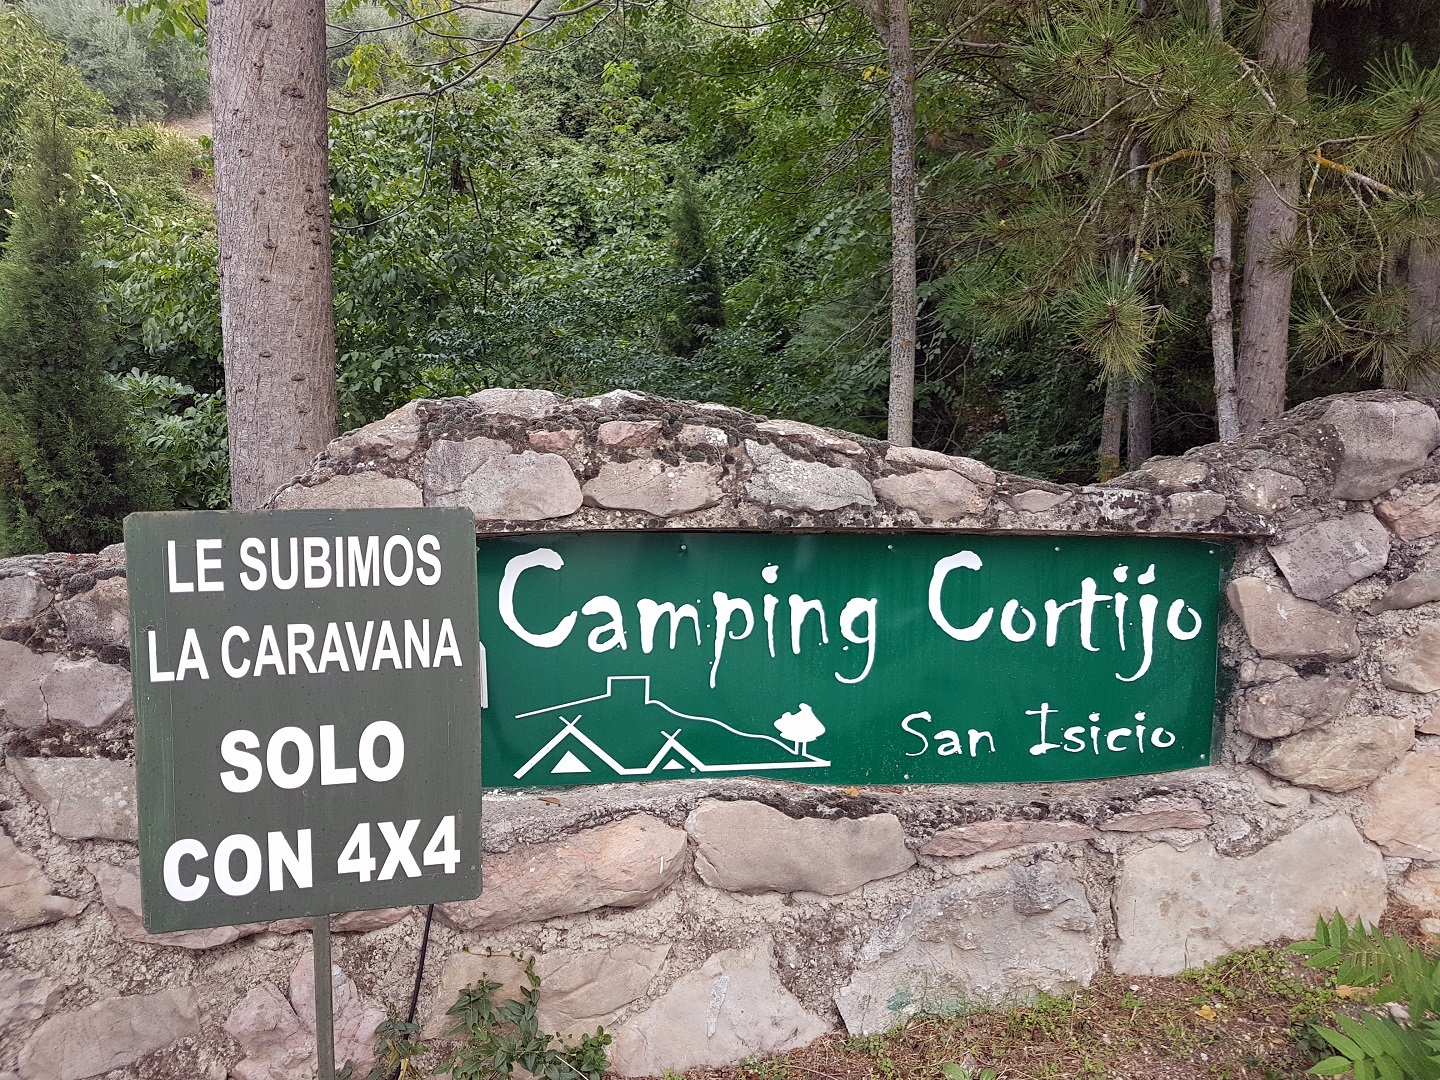 LE SUBIMOS
LA CARAVANA
SOLO
CON 4X4
Camping Cortijo
San Isicio